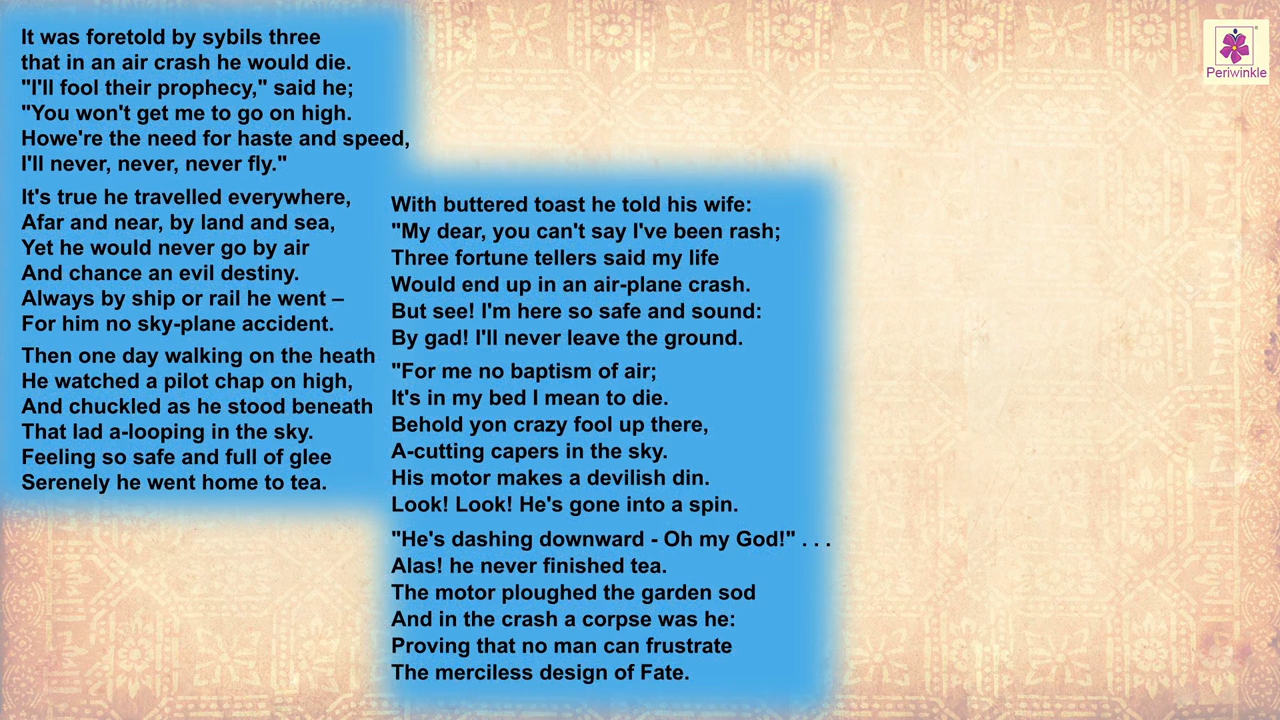 It was foretold by sybils three
that in an air crash he would die.
"I'll fool their prophecy," said he;
"You won't get me to go on high.
Howe're the need for haste and speed,
I'll never, never, never fly."
It's true he travelled everywhere,
Afar and near, by land and sea,
Yet he would never go by air
And chance an evil destiny.
Always by ship or rail he went –
For him no sky-plane accident.
Then one day walking on the heath
He watched a pilot chap on high,
And chuckled as he stood beneath
That lad a-looping in the sky.
Feeling so safe and full of glee
Serenely he went home to tea.
With buttered toast he told his wife:
"My dear, you can't say I've been rash;
Three fortune tellers said my life
Would end up in an air-plane crash.
But see! I'm here so safe and sound:
By gad! I'll never leave the ground.
"For me no baptism of air;
It's in my bed I mean to die.
Behold yon crazy fool up there,
A-cutting capers in the sky.
His motor makes a devilish din.
Look! Look! He's gone into a spin.
"He's dashing downward - Oh my God!" . . .
Alas! he never finished tea.
The motor ploughed the garden sod
And in the crash a corpse was he:
Proving that no man can frustrate
The merciless design of Fate.
Periwinkle